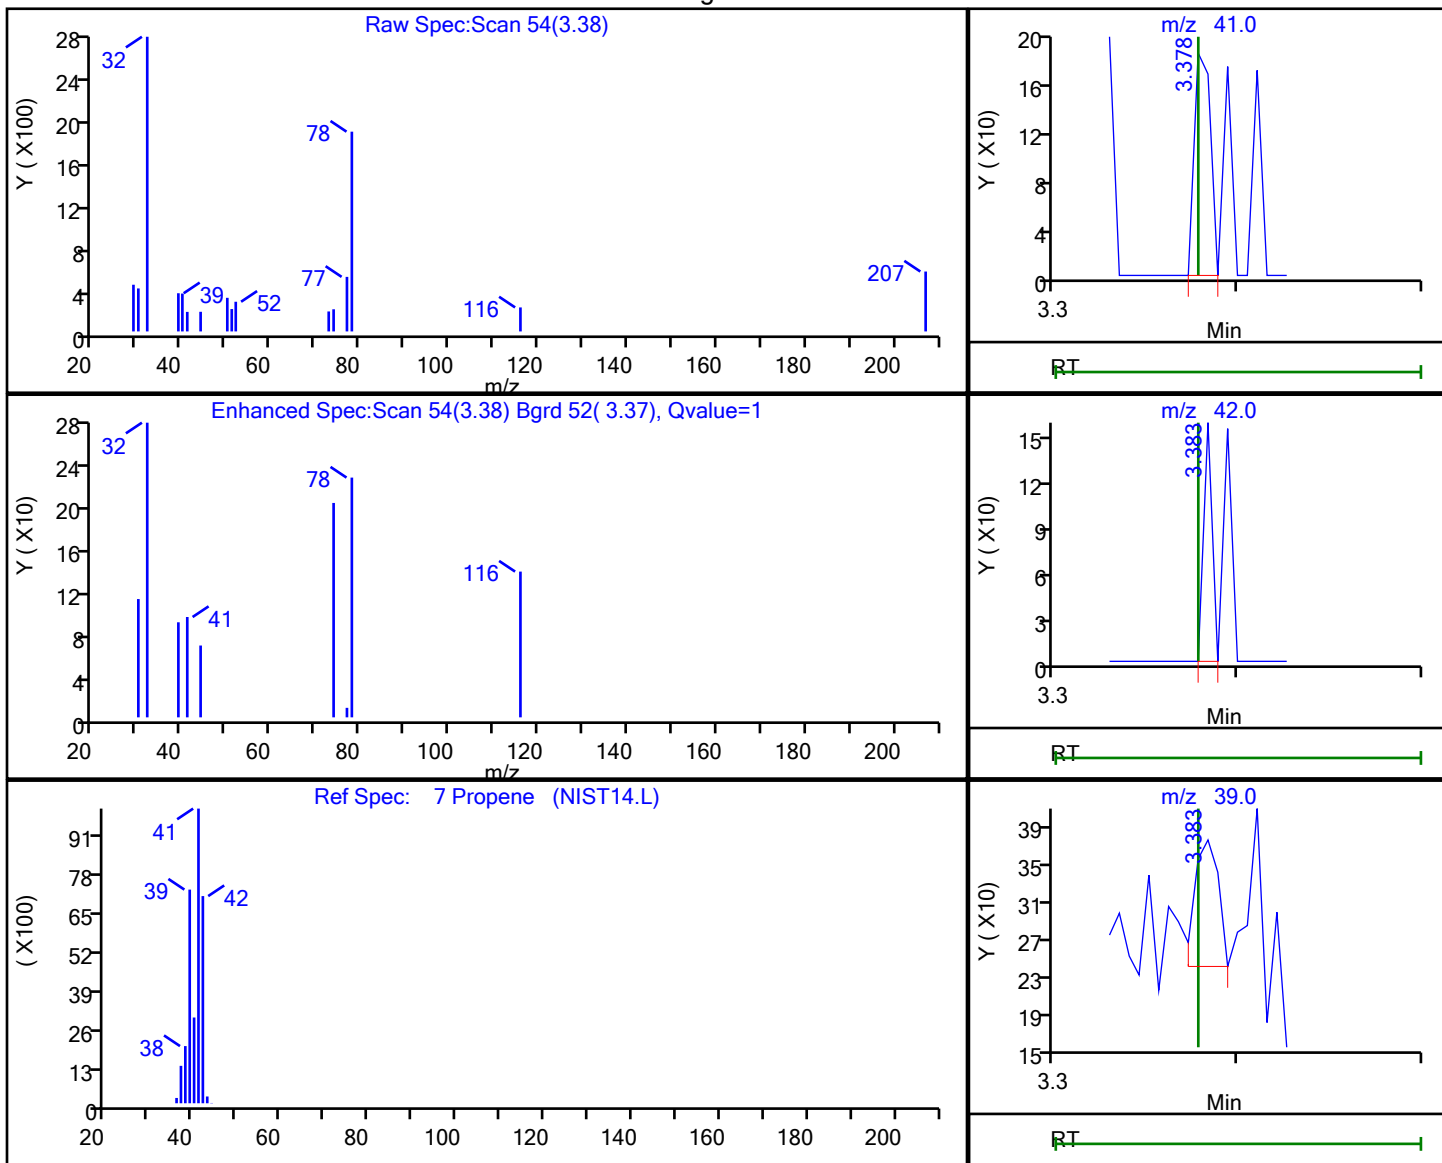 Raw Spec:Scan 54(3.38)
Y ( X100)
28
24
20
16
12
8
4
0
32
39
52
77
78
116
207
20 40 60 80 100 120 140 160 180 200
m/z
m/z 41.0
Y ( X10)
20
16
12
8
4
0
3.378
3.3
Min
RT
Enhanced Spec:Scan 54(3.38) Bgrd 52( 3.37), Qvalue=1
Y ( X10)
28
24
20
16
12
8
4
0
32
41
78
116
20 40 60 80 100 120 140 160 180 200
m/z
m/z 42.0
Y ( X10)
15
12
9
6
3
0
3.383
3.3
Min
RT
Ref Spec: 7 Propene (NIST14.L)
( X100)
91
78
65
52
39
26
13
0
41
39
42
38
20 40 60 80 100 120 140 160 180 200
m/z 39.0
Y ( X10)
39
35
31
27
23
19
15
3.383
3.3
Min
RT